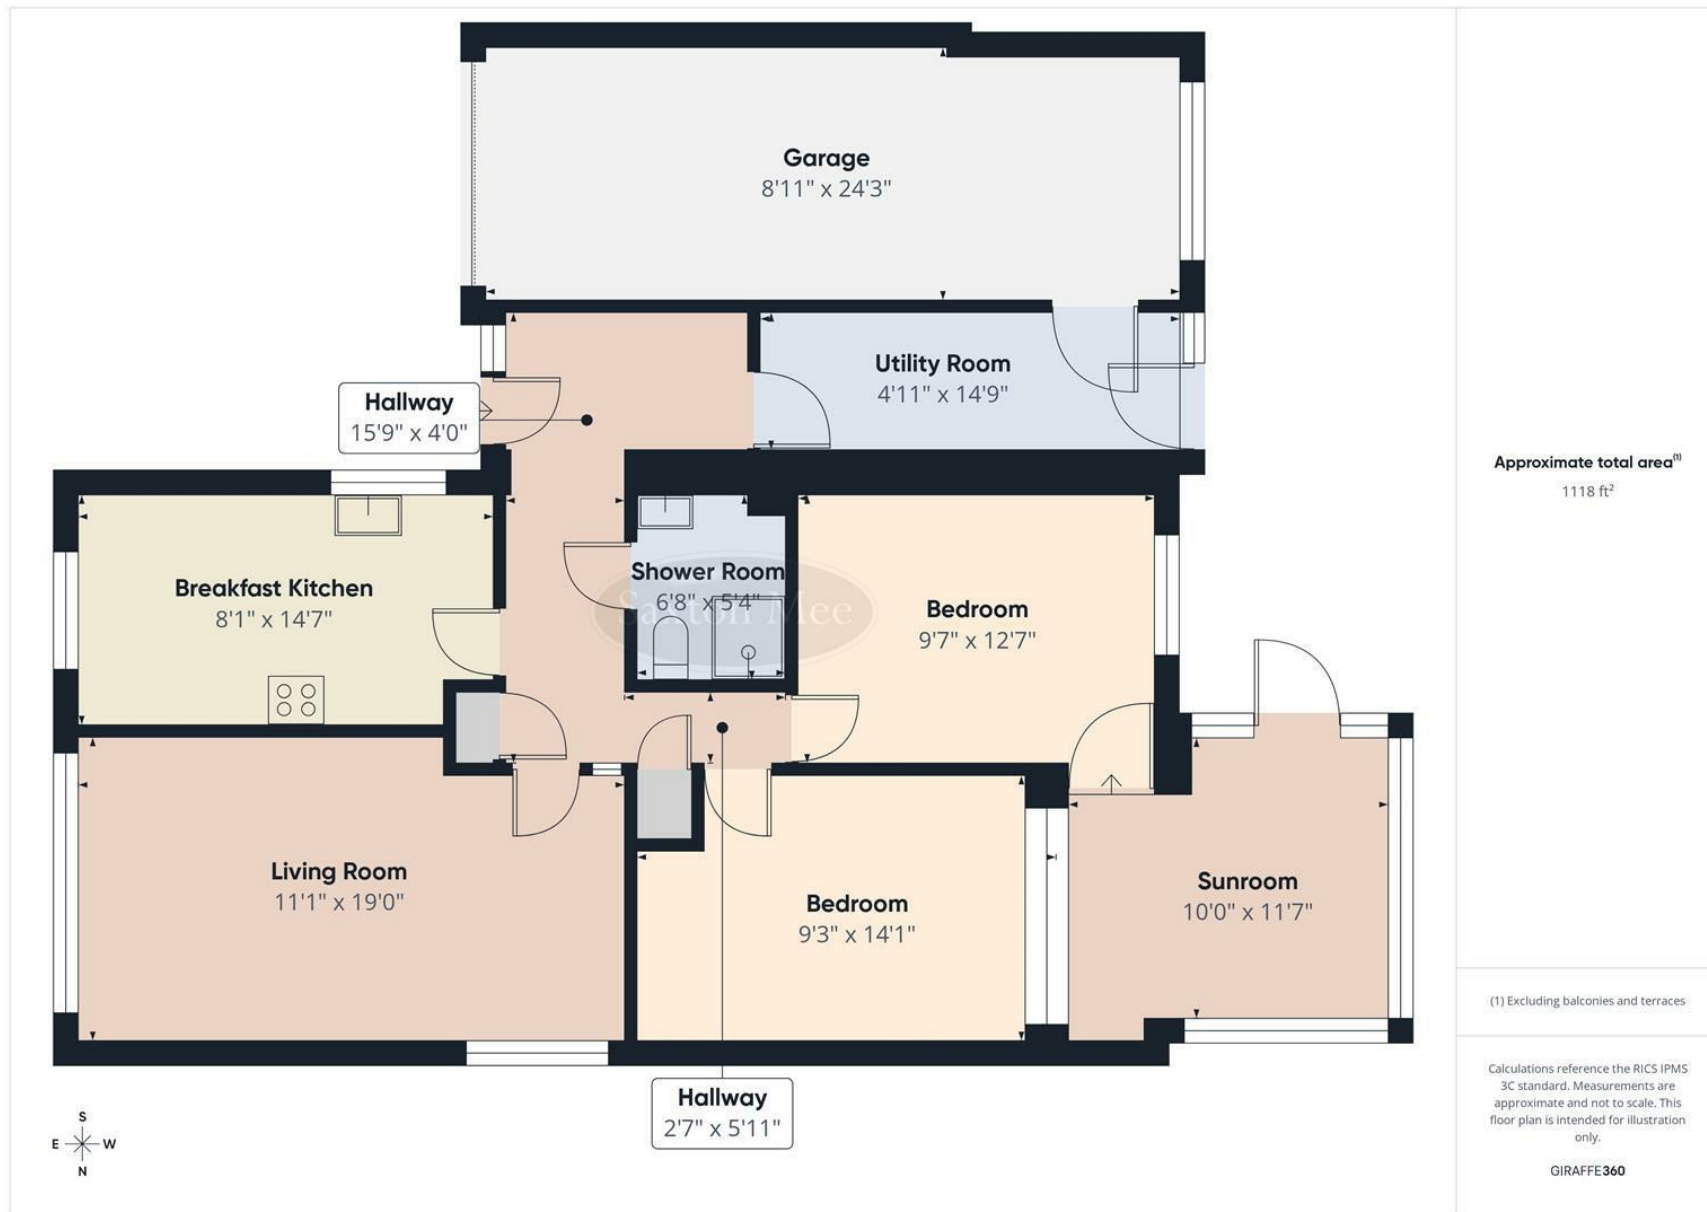 Garage
8'11" x 24'3"
Utility Room
4'11" x 14'9"
Hallway
15'9" x 4'0"
Breakfast Kitchen
8'1" x 14'7"
Shower Room
6'8" x 5'4"
Saxton Mee
Bedroom
9'7" x 12'7"
Living Room
11'1" x 19'0"
Bedroom
9'3" x 14'1"
Sunroom
10'0" x 11'7"
Hallway
2'7" x 5'11"
S
E W
N
Approximate total area(1)
1118 ft²
(1) Excluding balconies and terraces
Calculations reference the RICS IPMS
3C standard. Measurements are
approximate and not to scale. This
floor plan is intended for illustration
only.
GIRAFFE360